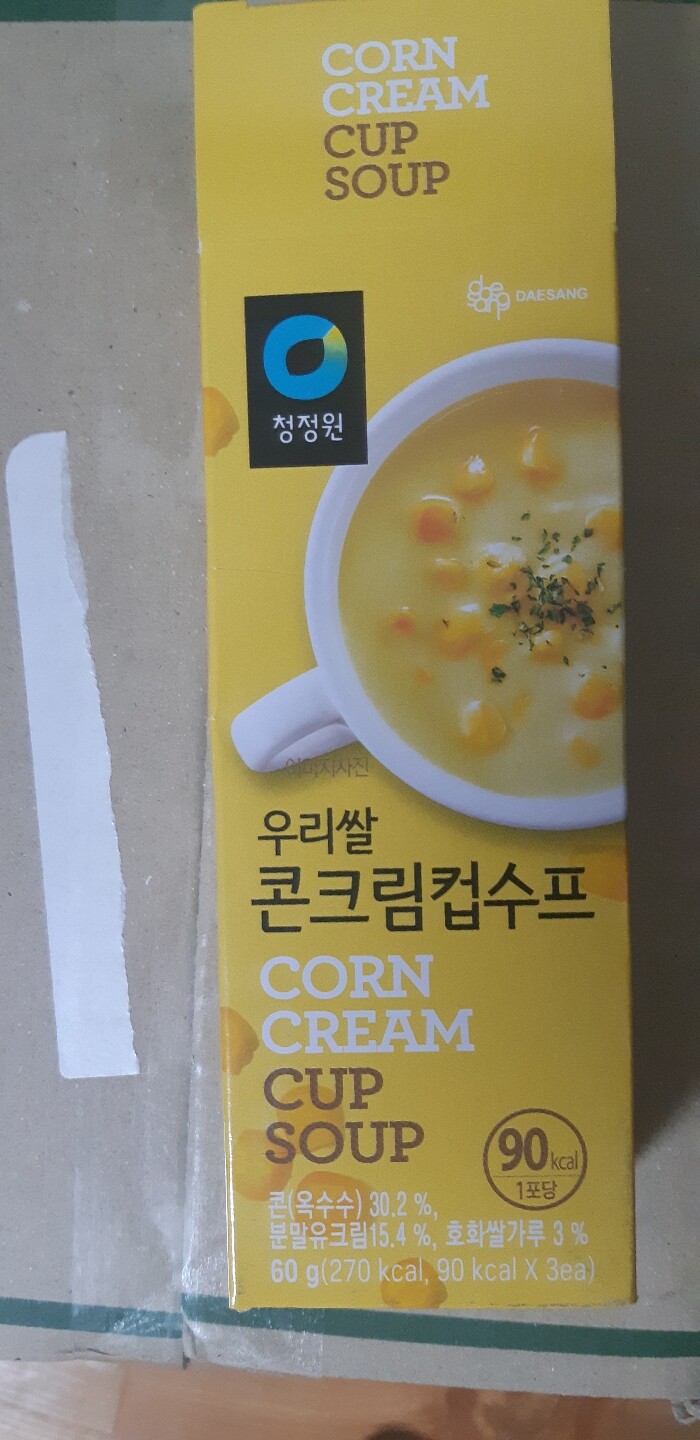 CORN
CREAM
CUP
SOUP
DAESANG
청정원
이미지사진
우리쌀
콘크림컵수프
CORN
CREAM
CUP
SOUP
90kcal
1포당
콘(옥수수) 30.2 %,
분말유크림15.4 %, 호화쌀가루 3 %
60 g(270 kcal, 90 kcal X 3ea)